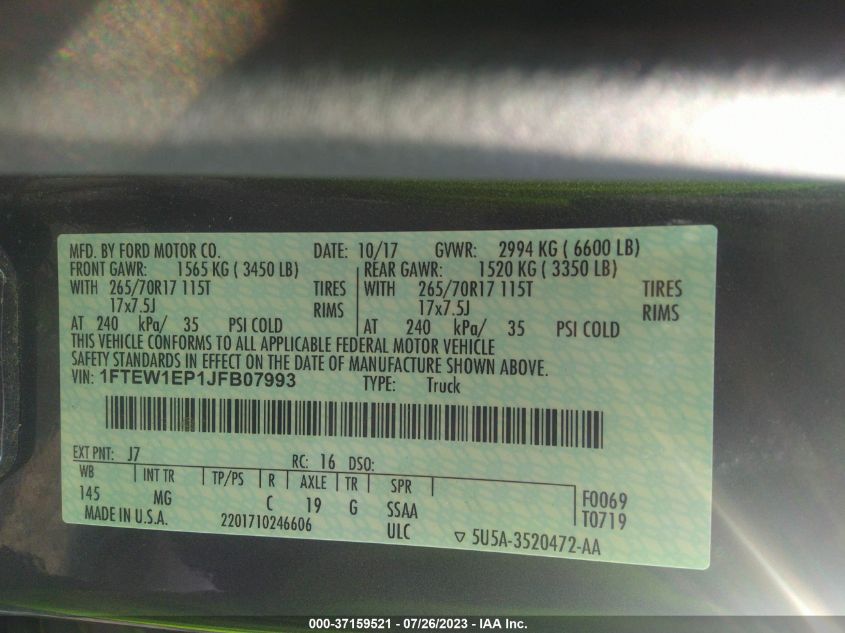 MFD. BY FORD MOTOR CO. DATE: 10/17 GVWR: 2994 KG ( 6600 LB)
FRONT GAWR: 1565 KG ( 3450 LB) REAR GAWR: 1520 KG ( 3350 LB)
WITH 265/70R17 115T TIRES WITH 265/70R17 115T TIRES
17x7.5J RIMS 17x7.5J RIMS
AT 240 kPa/ 35 PSI COLD AT 240 kPa/ 35 PSI COLD
THIS VEHICLE CONFORMS TO ALL APPLICABLE FEDERAL MOTOR VEHICLE
SAFETY STANDARDS IN EFFECT ON THE DATE OF MANUFACTURE SHOWN ABOVE.
VIN: 1FTEW1EP1JFB07993 TYPE: Truck
EXT PNT: J7 RC: 16 DSO:
WB INT TR TP/PS R AXLE TR SPR
145 MG C 19 G SSAA F0069
MADE IN U.S.A. 2201710246606 ULC T0719
▽ 5U5A-3520472-AA
000-37159521 - 07/26/2023 - IAA Inc.